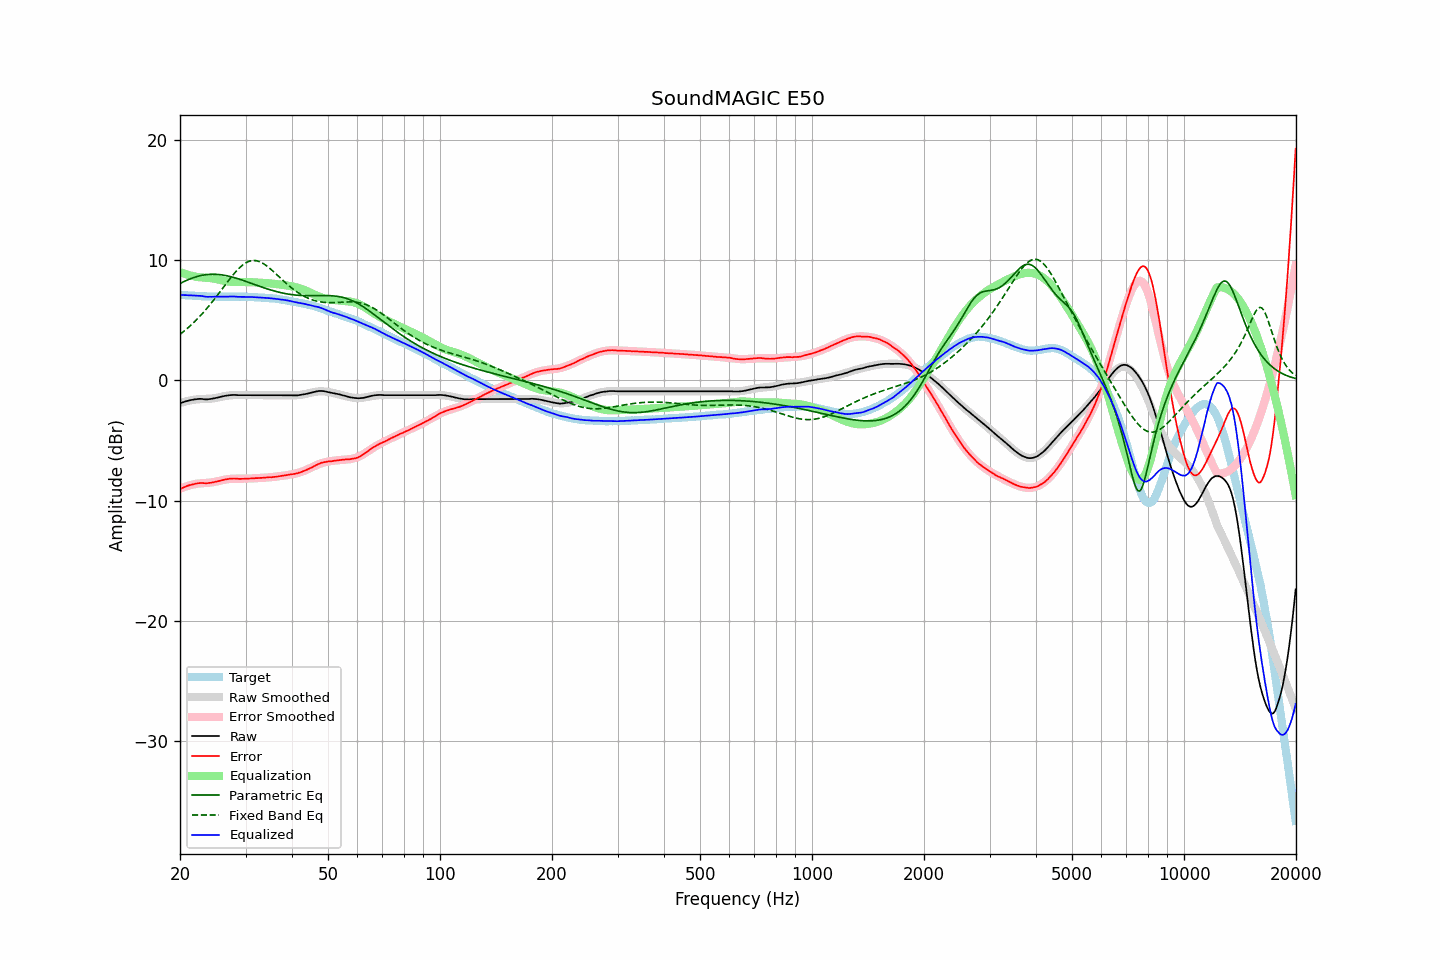 SoundMAGIC E50
Amplitude (dBr)
20
10
0
−10
−20
−30
Target
Raw Smoothed
Error Smoothed
Raw
Error
Equalization
Parametric Eq
Fixed Band Eq
Equalized
20 50 100 200 500 1000 2000 5000 10000 20000
Frequency (Hz)